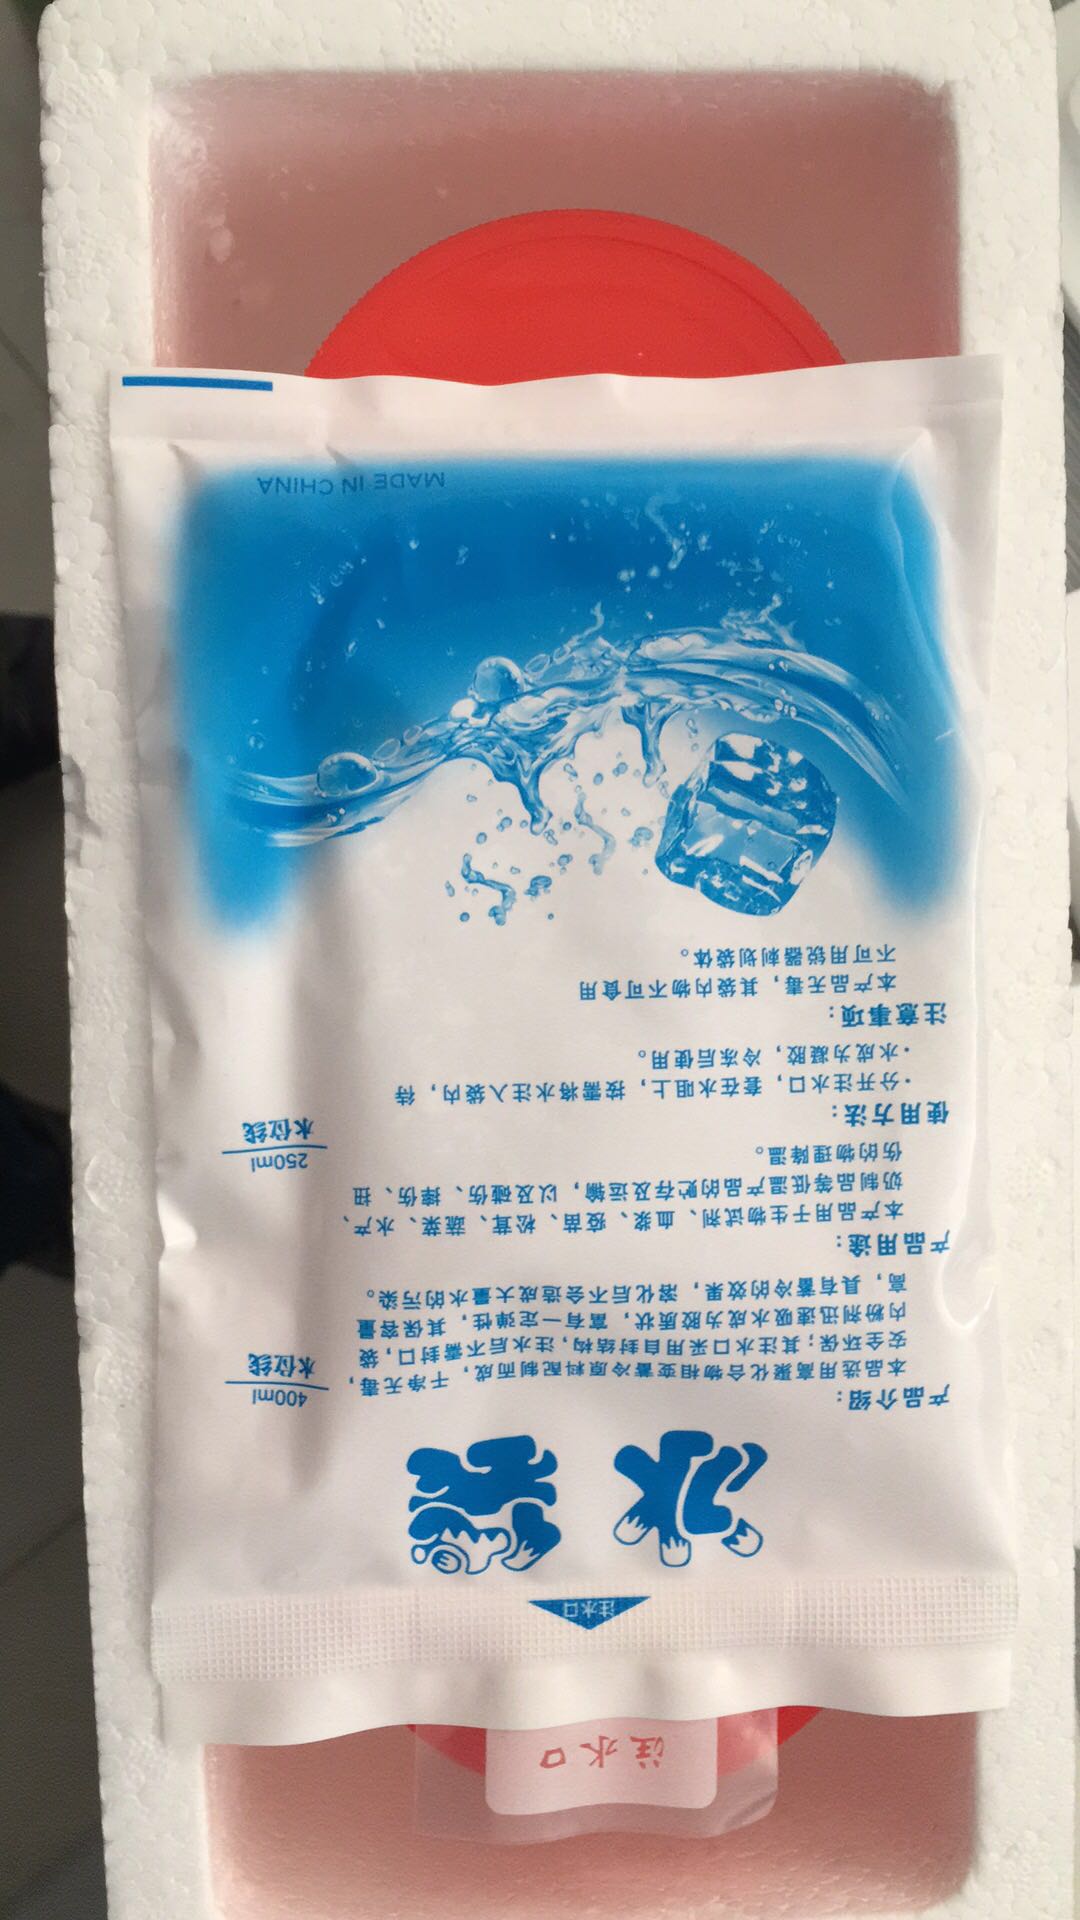 注水口
注水口
冰袋
产品介绍：
本品选用高聚化合物相变蓄冷原料配制而成，干净无毒，
安全环保；其注水口采用自封结构，注水后不需封口，袋
内粉剂迅速吸水成为胶质状，富有一定弹性，其保容量
高，具有蓄冷的效果，溶化后不会造成大量水的污染。
400ml
水位线
产品用途：
本产品用于生物试剂、血浆、疫苗、松茸、蔬菜、水产、
奶制品等低温产品的贮存及运输，以及碰伤、摔伤、扭
伤的物理降温。
250ml
水位线
使用方法：
·分开注水口，套在水咀上，按需将水注入袋内，待
·水成为凝胶，冷冻后使用。
注意事项：
本产品无毒，其袋内物不可食用
不可用锐器刺划袋体。
MADE IN CHINA